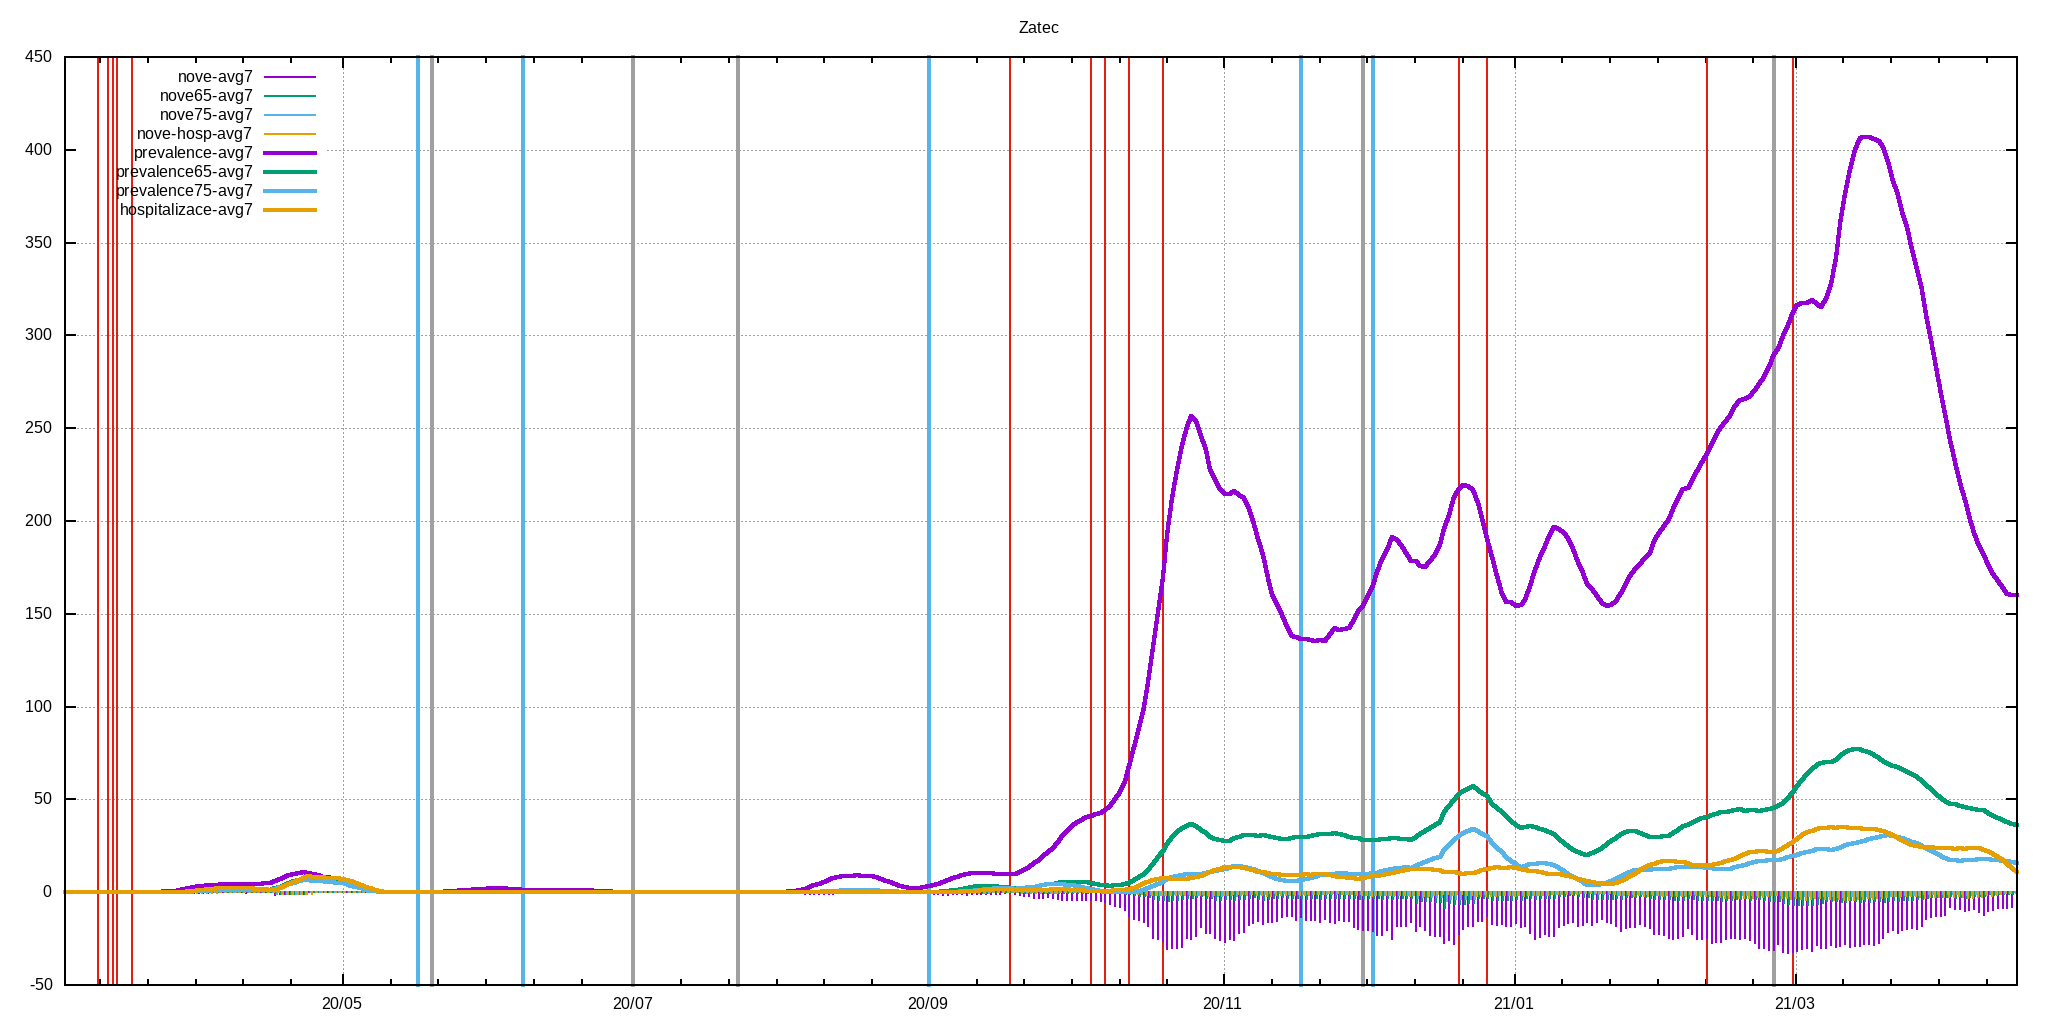 Zatec
450
400
350
300
250
200
150
100
50
0
-50
nove-avg7
nove65-avg7
nove75-avg7
nove-hosp-avg7
prevalence-avg7
prevalence65-avg7
prevalence75-avg7
hospitalizace-avg7
20/05 20/07 20/09 20/11 21/01 21/03